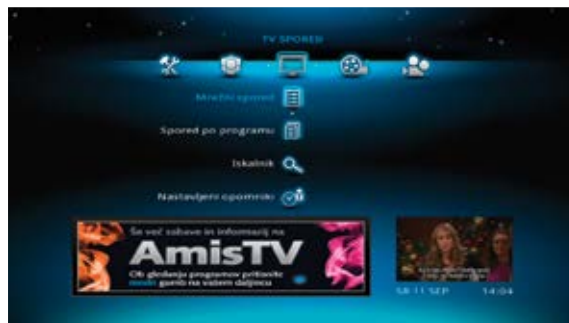 TV SPORED
Mrežni spored
Spored po programu
Iskalnik
Nastavljeni opomniki
Še več zabave in informacij na
AmisTV
Ob gledanju programov pritisnite
modri gumb na vašem daljincu
SB 11 SEP 14:04